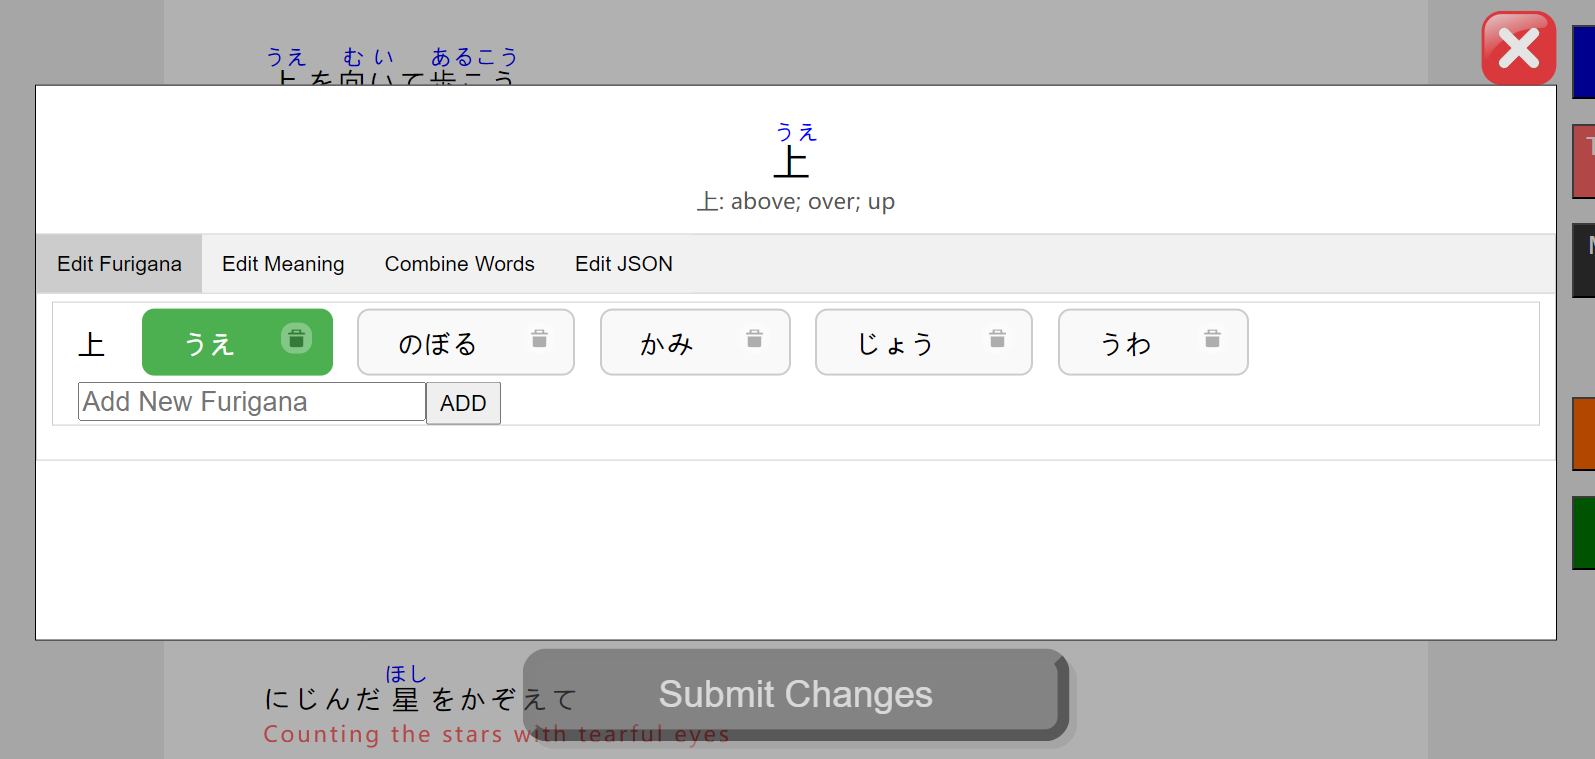 うえ むい あるこう
上を向いて歩こう
うえ
上
上: above; over; up
Edit Furigana Edit Meaning Combine Words Edit JSON
上 うえ のぼる かみ じょう うわ
Add New Furigana ADD
ほし
にじんだ星をかぞえて
Counting the stars with tearful eyes
Submit Changes